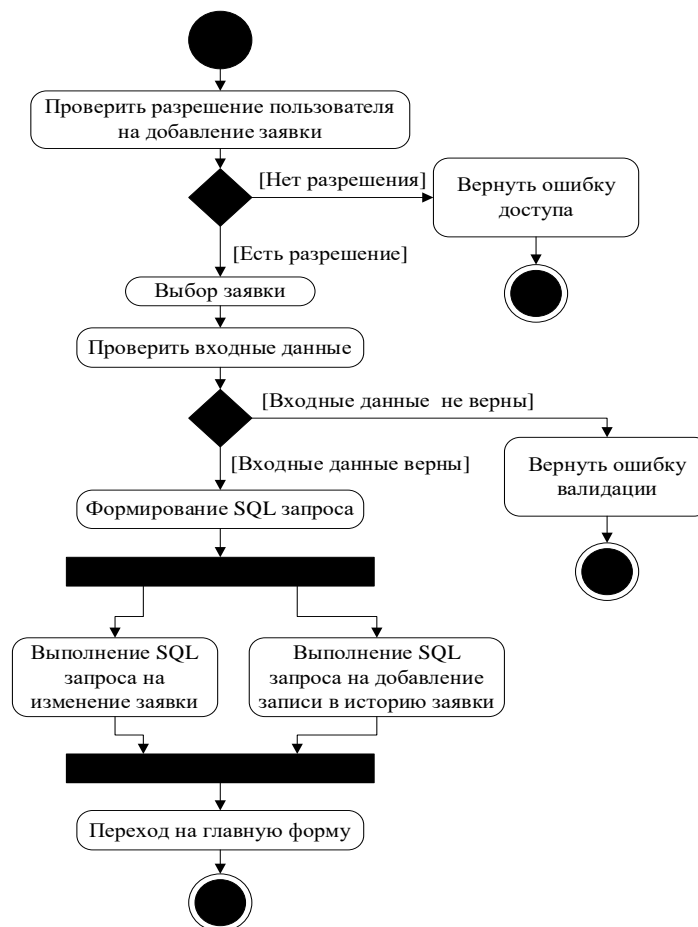 Проверить разрешение пользователя
на добавление заявки
[Нет разрешения]
Вернуть ошибку
доступа
[Есть разрешение]
Выбор заявки
Проверить входные данные
[Входные данные  не верны]
[Входные данные верны]
Вернуть ошибку
валидации
Формирование SQL запроса
Выполнение SQL
запроса на
изменение заявки
Выполнение SQL
запроса на добавление
записи в историю заявки
Переход на главную форму